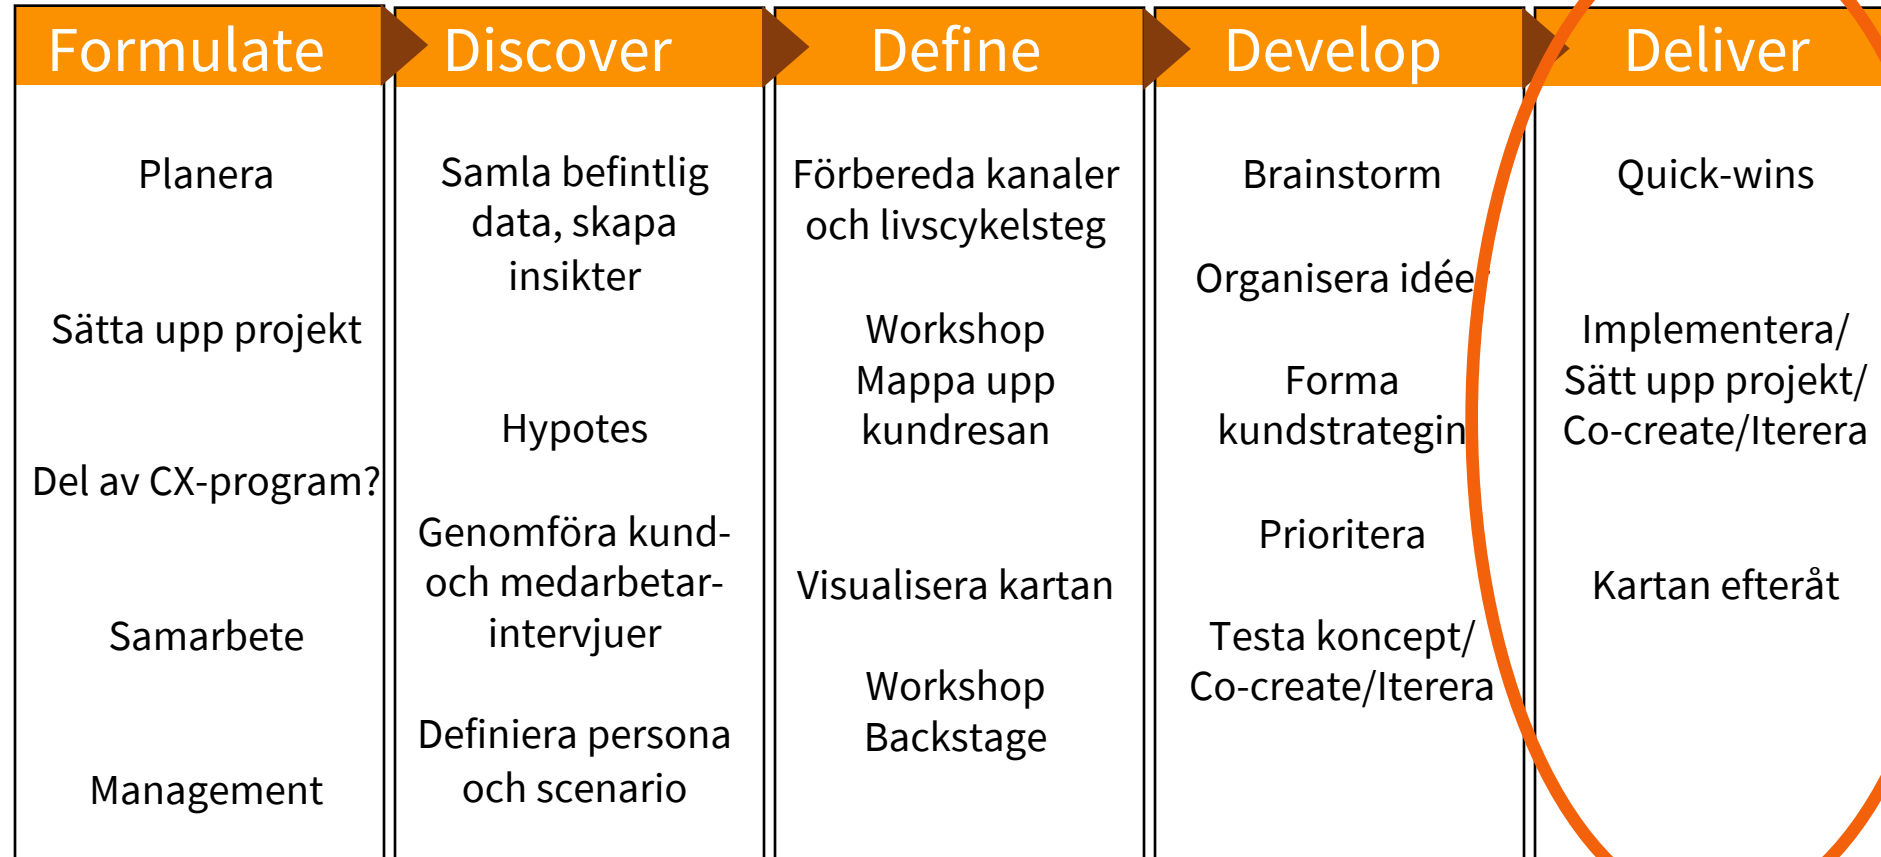 Formulate
Planera
Sätta upp projekt
Del av CX-program?
Samarbete
Management
Discover
Samla befintlig
data, skapa
insikter
Hypotes
Genomföra kund-
och medarbetar-
intervjuer
Definiera persona
och scenario
Define
Förbereda kanaler
och livscykelsteg
Workshop
Mappa upp
kundresan
Visualisera kartan
Workshop
Backstage
Develop
Brainstorm
Organisera idéer
Forma
kundstrategin
Prioritera
Testa koncept/
Co-create/Iterera
Deliver
Quick-wins
Implementera/
Sätt upp projekt/
Co-create/Iterera
Kartan efteråt